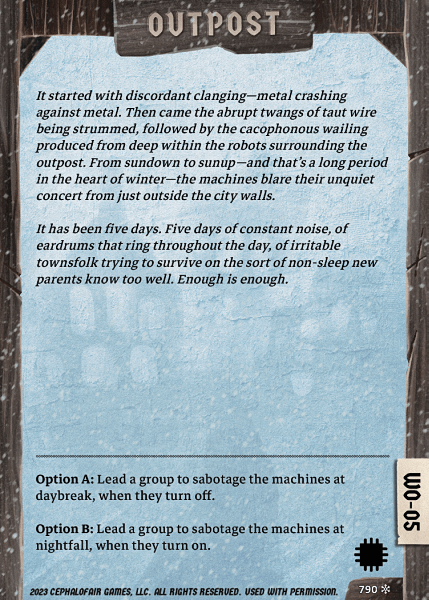 OUTPOST
It started with discordant clanging—metal crashing
against metal. Then came the abrupt twangs of taut wire
being strummed, followed by the cacophonous wailing
produced from deep within the robots surrounding the
outpost. From sundown to sunup—and that's a long period
in the heart of winter—the machines blare their unquiet
concert from just outside the city walls.
It has been five days. Five days of constant noise, of
eardrums that ring throughout the day, of irritable
townsfolk trying to survive on the sort of non-sleep new
parents know too well. Enough is enough.
Option A: Lead a group to sabotage the machines at
daybreak, when they turn off.
Option B: Lead a group to sabotage the machines at
nightfall, when they turn on.
WO-05
2023 CEPHALOFAIR GAMES, LLC. ALL RIGHTS RESERVED. USED WITH PERMISSION.
790